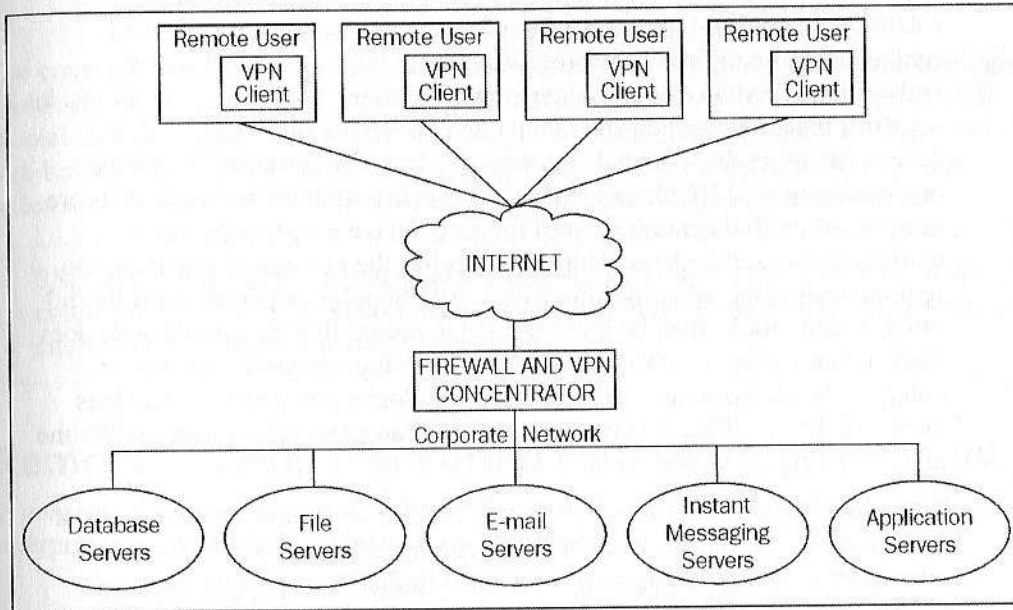 Remote User
VPN
Client
Remote User
VPN
Client
Remote User
VPN
Client
Remote User
VPN
Client
INTERNET
FIREWALL AND VPN
CONCENTRATOR
Corporate Network
Database
Servers
File
Servers
E-mail
Servers
Instant
Messaging
Servers
Application
Servers